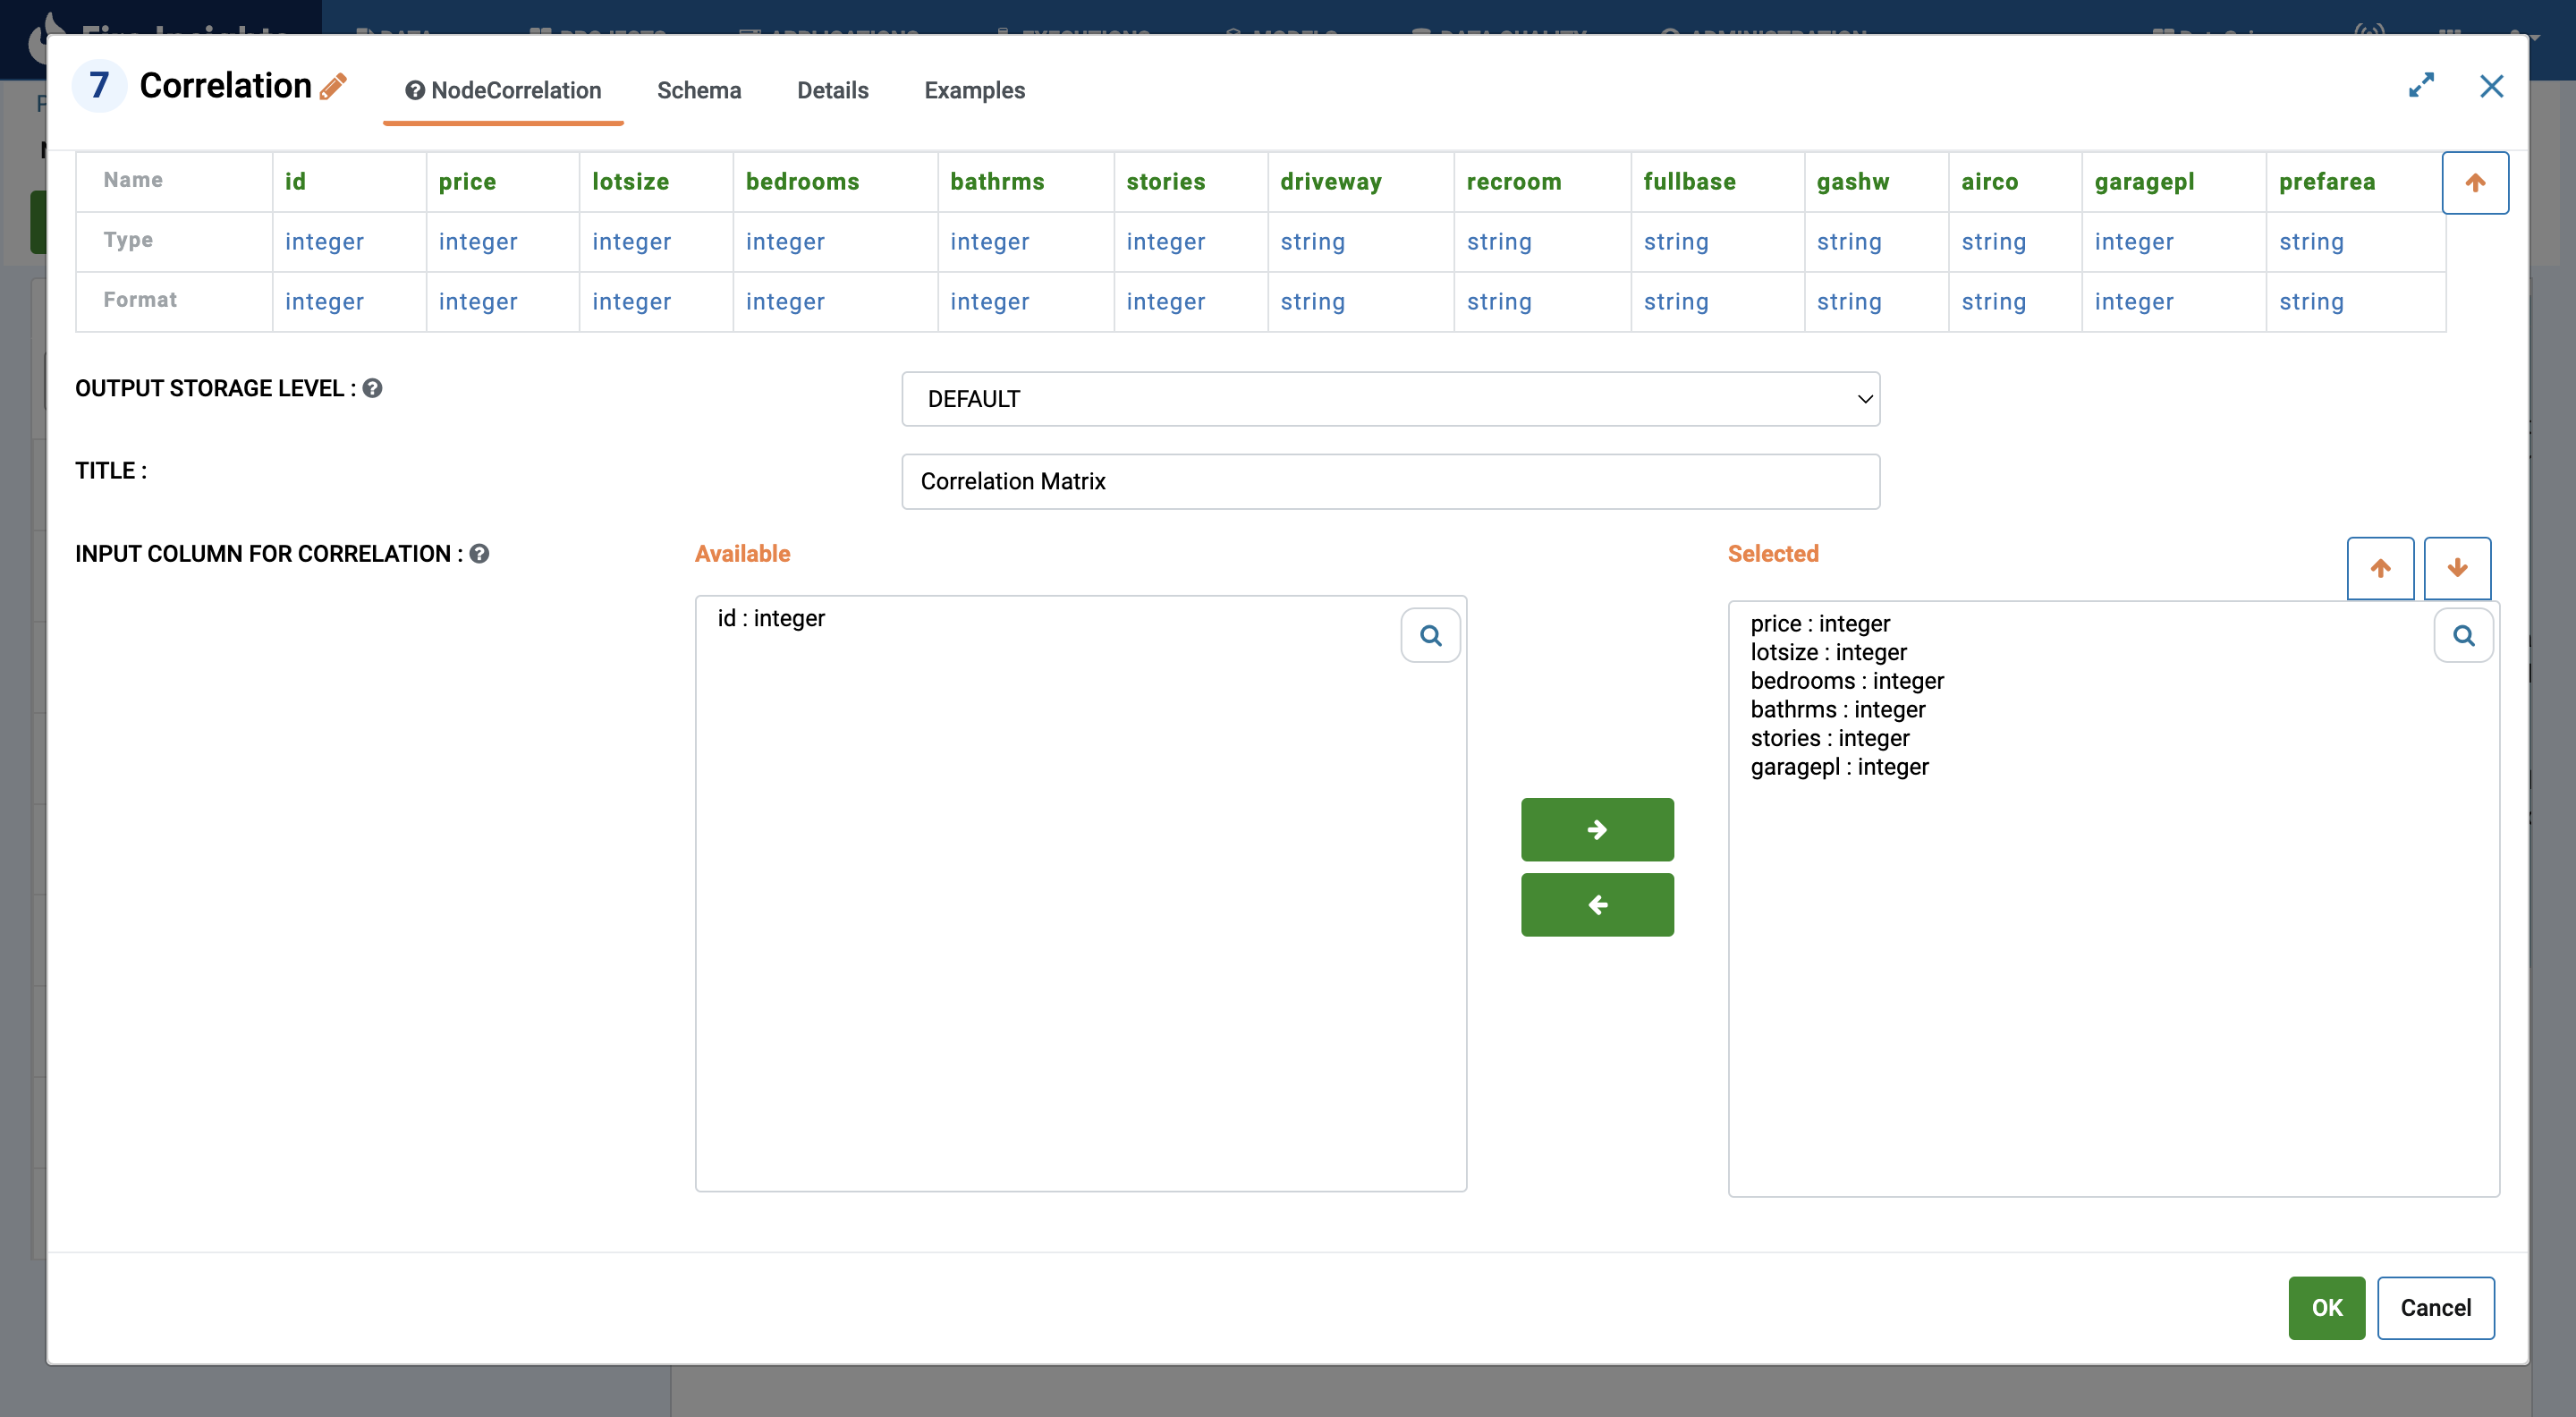 7 Correlation NodeCorrelation Schema Details Examples
Name id price lotsize bedrooms bathrms stories driveway recroom fullbase gashw airco garagepl prefarea
Type integer integer integer integer integer integer string string string string string integer string
Format integer integer integer integer integer integer string string string string string integer string
OUTPUT STORAGE LEVEL :
DEFAULT
TITLE :
Correlation Matrix
INPUT COLUMN FOR CORRELATION :
Available
id : integer
Selected
price : integer
lotsize : integer
bedrooms : integer
bathrms : integer
stories : integer
garagepl : integer
OK Cancel